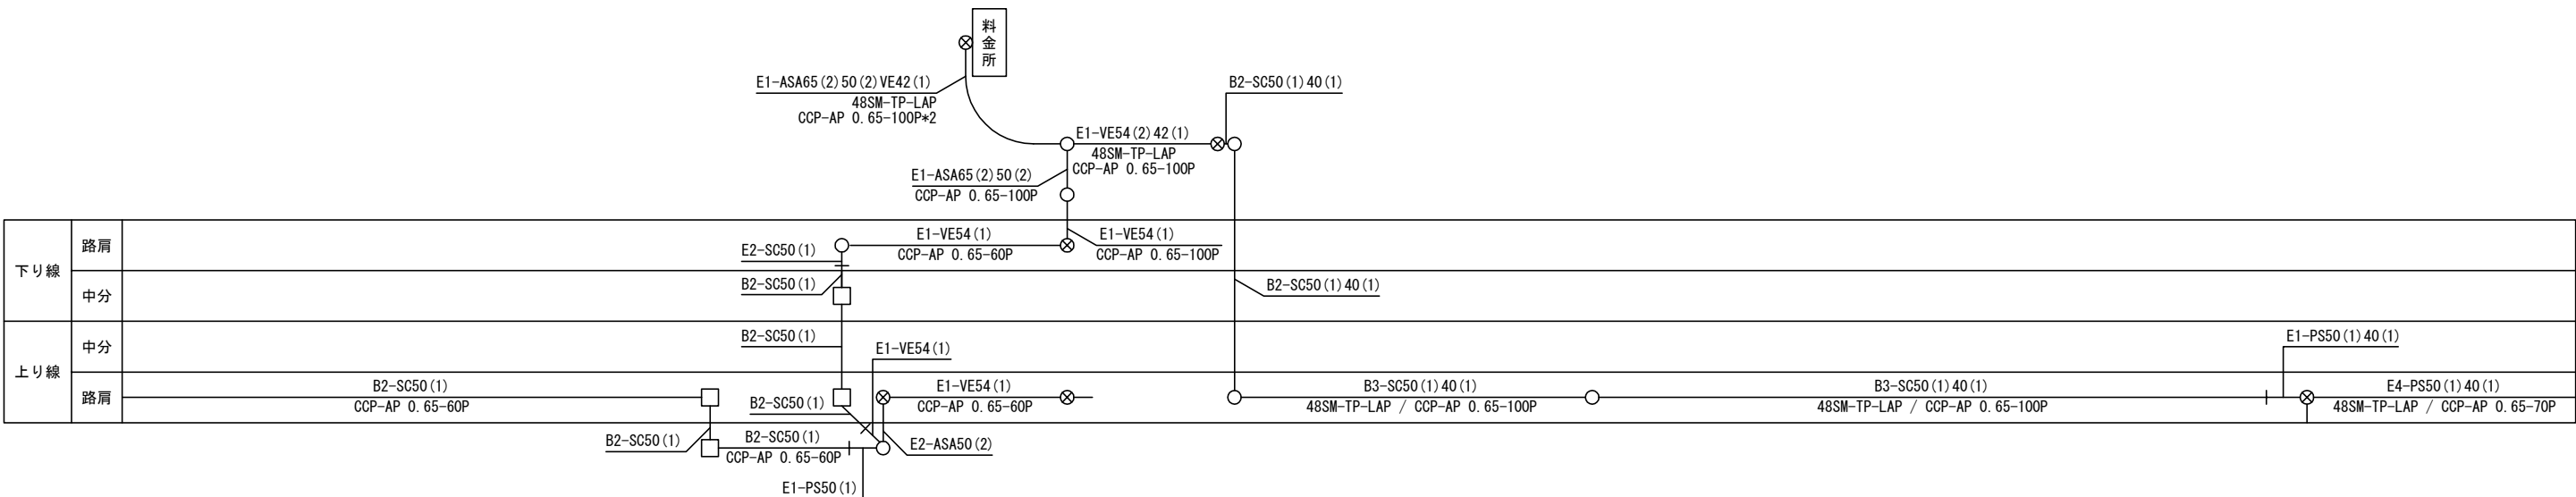 料金所
E1-ASA65(2)50(2)VE42(1)
48SM-TP-LAP
CCP-AP 0.65-100P*2
B2-SC50(1)40(1)
E1-VE54(2)42(1)
48SM-TP-LAP
CCP-AP 0.65-100P
E1-ASA65(2)50(2)
CCP-AP 0.65-100P
下り線
路肩
E2-SC50(1)
E1-VE54(1)
CCP-AP 0.65-60P
E1-VE54(1)
CCP-AP 0.65-100P
中分
B2-SC50(1)
B2-SC50(1)40(1)
上り線
中分
B2-SC50(1)
E1-VE54(1)
E1-PS50(1)40(1)
路肩
B2-SC50(1)
CCP-AP 0.65-60P
B2-SC50(1)
E1-VE54(1)
CCP-AP 0.65-60P
B3-SC50(1)40(1)
48SM-TP-LAP / CCP-AP 0.65-100P
B3-SC50(1)40(1)
48SM-TP-LAP / CCP-AP 0.65-100P
E4-PS50(1)40(1)
48SM-TP-LAP / CCP-AP 0.65-70P
B2-SC50(1)
B2-SC50(1)
CCP-AP 0.65-60P
E2-ASA50(2)
E1-PS50(1)